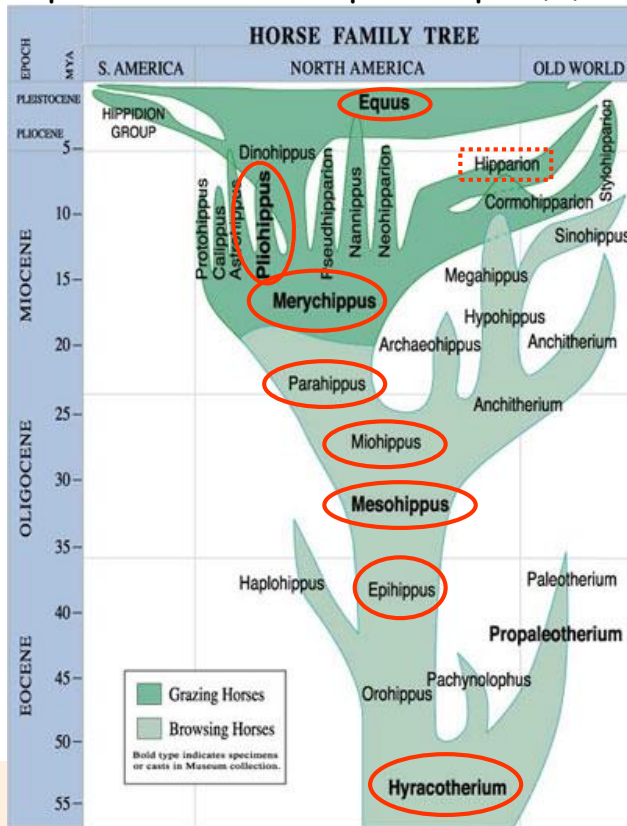 HORSE FAMILY TREE
EPOCH
MYA
S. AMERICA
NORTH AMERICA
OLD WORLD
PLEISTOCENE
Equus
HIPPIDION
GROUP
PLIOCENE
5
Dinohippus
Hipparion
Stylohipparion
Protohippus
Calippus
Astrohippus
Pliohippus
Pseudhipparion
Nannippus
Neohipparion
Cormohipparion
10
Sinohippus
MIOCENE
15
Merychippus
Megahippus
Hypohippus
20
Archaeohippus
Anchitherium
Parahippus
25
Anchitherium
Miohippus
OLIGOCENE
30
Mesohippus
35
Haplohippus
Epihippus
Paleotherium
40
Propaleotherium
EOCENE
45
Orohippus
Pachynolophus
Grazing Horses
Browsing Horses
Bold type indicates specimens
or casts in Museum collection.
50
Hyracotherium
55